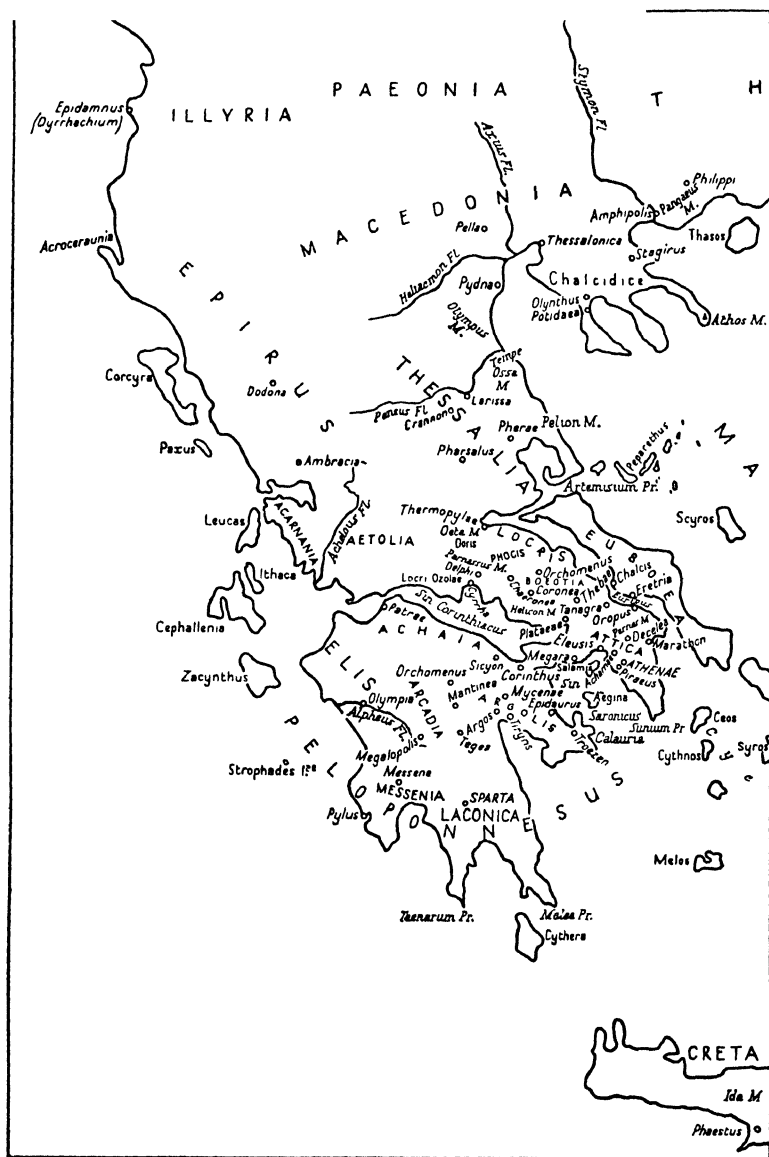 PAEONIA
ILLYRIA
T H
Epidamnus
(Dyrrhachium)
Strymon Fl
Axius FL.
MACEDONIA
Philippi
Pangaeus
M.
Amphipolis
Pella
Thessalonica
Thasos
Stagirus
Acroceraunia
Haliacmon Fl
Chalcidice
Pydna
Olynthus
Potidaea
Athos M.
Olympus
M.
EPIRUS
Tempe
Ossa
M
THESSALIA
Corcyra
Dodona
Larissa
Crannon
Pherae
Pelion M.
Paxus
Pharsalus
Peparethus
M A
Ambracia
Artemisium Pr.
Scyros
Thermopylae
Oeta M
Doris
LOCRIS
EUBOEA
Leucas
ACARNANIA
Achelous Fl
AETOLIA
PHOCIS
Parnassus M.
Delphi
Orchomenus
BOEOTIA
Coronea
Thebae
Chalcis
Eretria
Ithaca
Locri Ozolae
Cyrrha
Helicon M
Tanagra
Euripus
Oropus
Cephallenia
Patrae
Sin Corinthiacus
Plataeae
Parnes M
Decelea
Marathon
ACHAIA
Eleusis
ATTICA
Sicyon
Megara
Salamis
ATHENAE
Piraeus
Zacynthus
ELIS
Orchomenus
Corinthus
Sin
ARCADIA
Mantinea
Mycenae
Aegina
Olympia
ARGOLIS
Epidaurus
Saronicus
Sunium Pr
Ceos
Alpheus FL
Argos
Tiryns
Calauria
Tegea
Troezen
Megalopolis
Cythnos
Syros
C y c
Strophades
Messene
MESSENIA
SPARTA
LACONICA
Pylus
PELOPONNESUS
Melos
Taenarum Pr.
Malea Pr.
Cythera
CRETA
Ida M
Phaestus